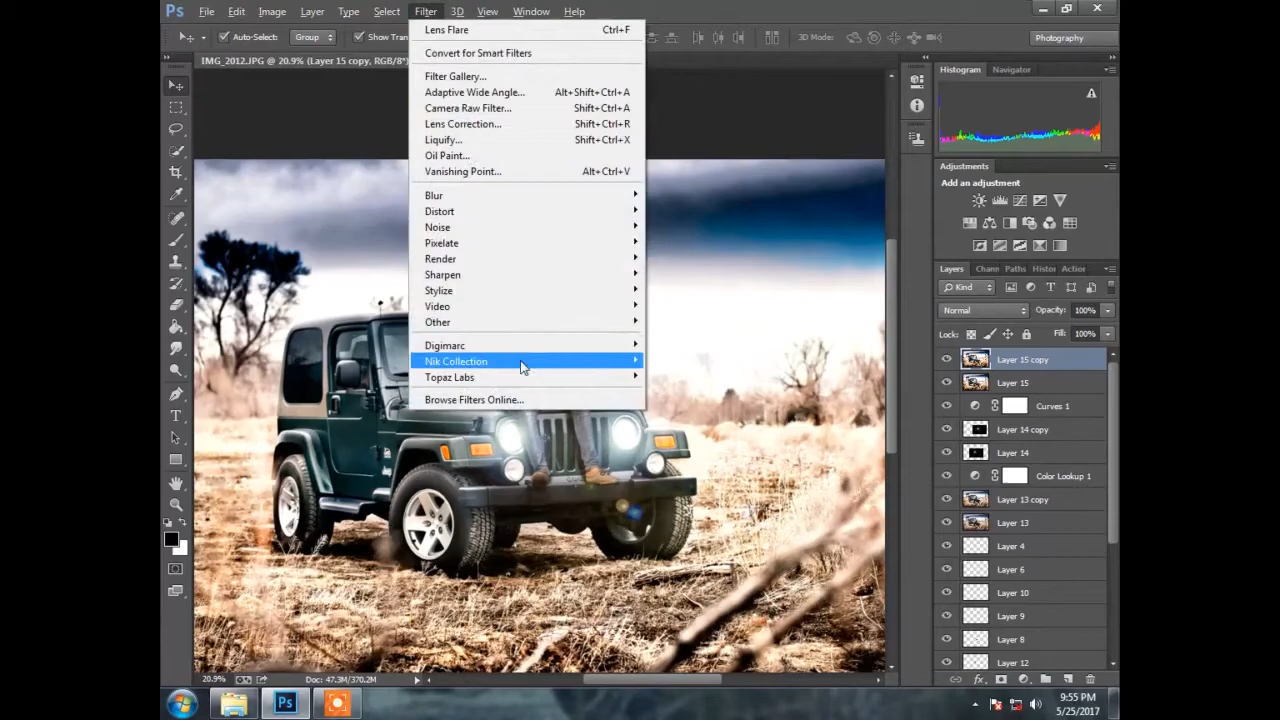 Ps File Edit Image Layer Type Select Filter 3D View Window Help
Auto-Select: Group Show Tran 3D Mode: Photography
IMG_2012.JPG @ 20.9% (Layer 15 copy, RGB/8*)
Lens Flare Ctrl+F
Convert for Smart Filters
Filter Gallery...
Adaptive Wide Angle... Alt+Shift+Ctrl+A
Camera Raw Filter... Shift+Ctrl+A
Lens Correction... Shift+Ctrl+R
Liquify... Shift+Ctrl+X
Oil Paint...
Vanishing Point... Alt+Ctrl+V
Blur
Distort
Noise
Pixelate
Render
Sharpen
Stylize
Video
Other
Digimarc
Nik Collection
Topaz Labs
Browse Filters Online...
Histogram Navigator
Adjustments
Add an adjustment
Layers Chann Paths Histor Action
Kind
Normal Opacity: 100%
Lock: Fill: 100%
Layer 15 copy
Layer 15
Curves 1
Layer 14 copy
Layer 14
Color Lookup 1
Layer 13 copy
Layer 13
Layer 4
Layer 6
Layer 10
Layer 9
Layer 8
Layer 12
20.9% Doc: 47.3M/370.2M
Ps
9:55 PM
5/25/2017